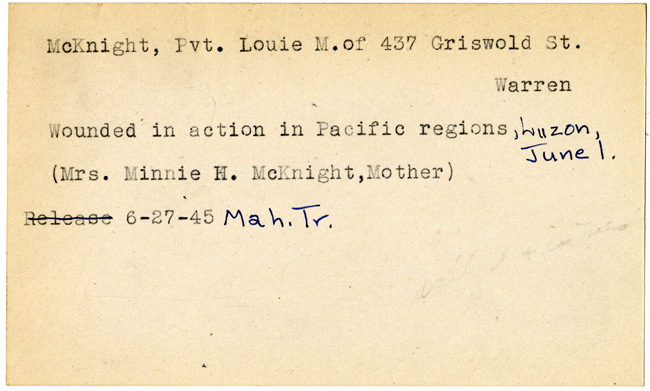 McKnight, Pvt. Louie M.of 437 Griswold St.
Warren
Wounded in action in Pacific regions, Luzon,
June 1.
(Mrs. Minnie H. McKnight,Mother)
Release 6-27-45 Mah. Tr.